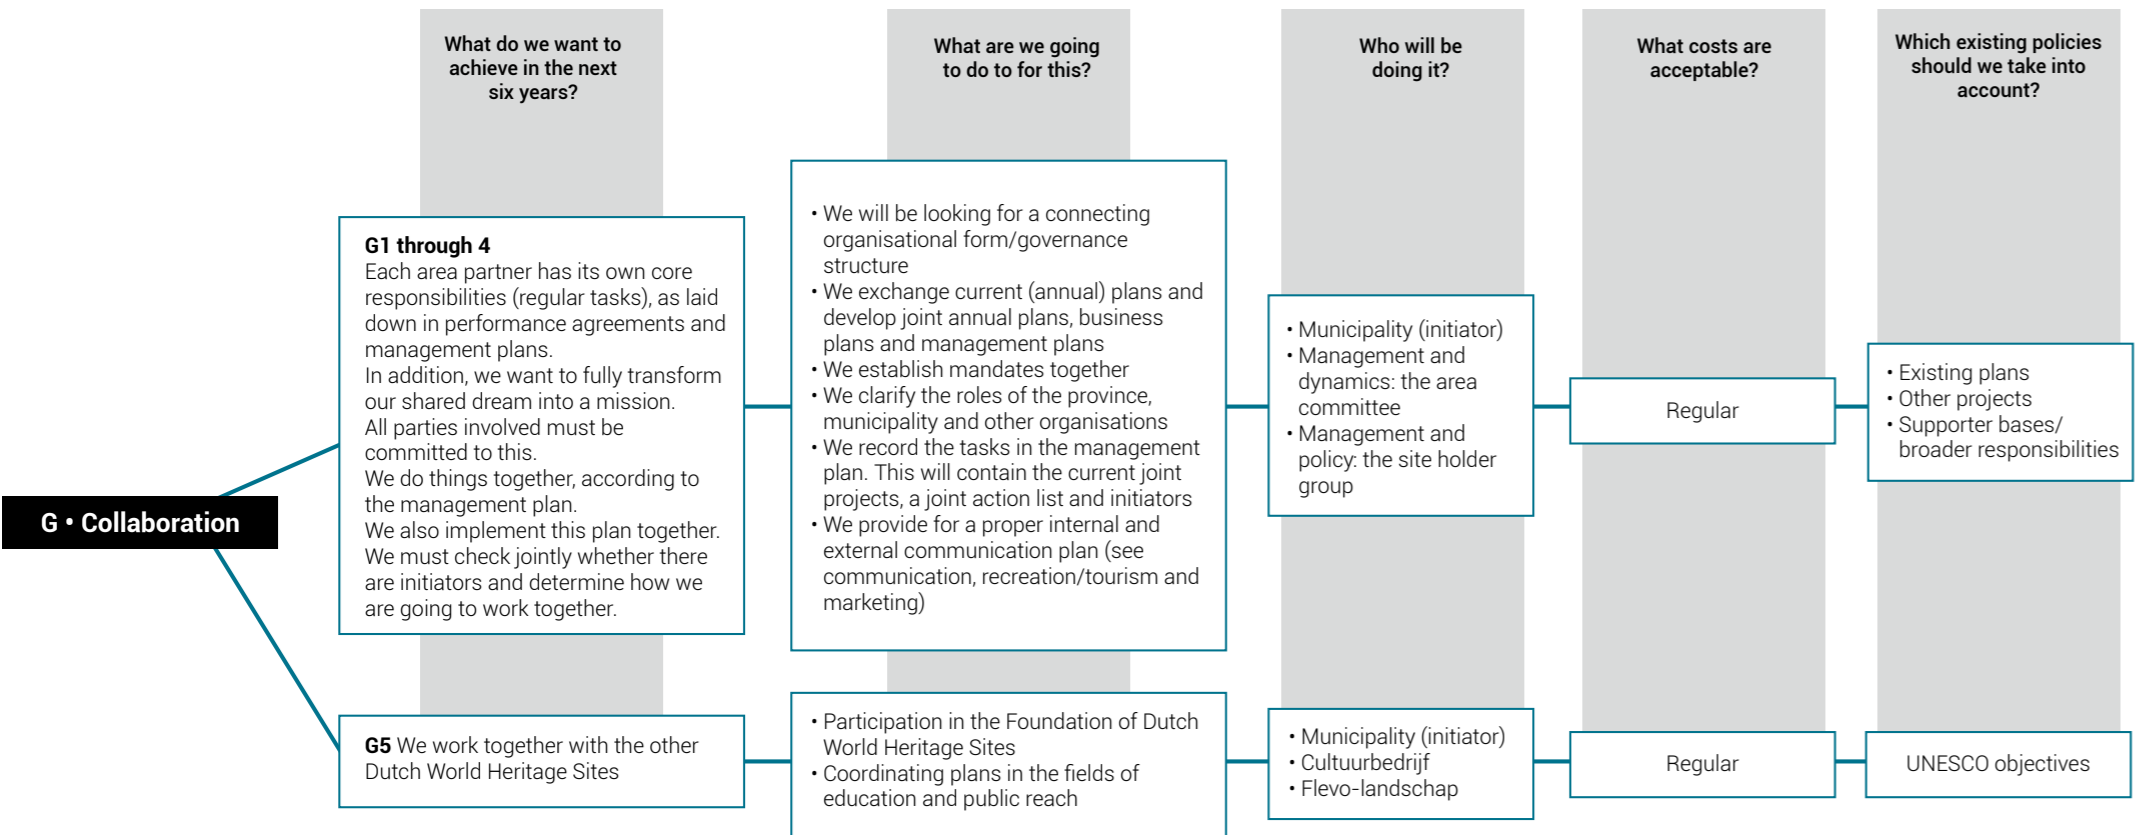 What do we want to
achieve in the next
six years?
What are we going
to do to for this?
Who will be
doing it?
What costs are
acceptable?
Which existing policies
should we take into
account?
G • Collaboration
G1 through 4
Each area partner has its own core
responsibilities (regular tasks), as laid
down in performance agreements and
management plans.
In addition, we want to fully transform
our shared dream into a mission.
All parties involved must be
committed to this.
We do things together, according to
the management plan.
We also implement this plan together.
We must check jointly whether there
are initiators and determine how we
are going to work together.
• We will be looking for a connecting
organisational form/governance
structure
• We exchange current (annual) plans and
develop joint annual plans, business
plans and management plans
• We establish mandates together
• We clarify the roles of the province,
municipality and other organisations
• We record the tasks in the management
plan. This will contain the current joint
projects, a joint action list and initiators
• We provide for a proper internal and
external communication plan (see
communication, recreation/tourism and
marketing)
• Municipality (initiator)
• Management and
dynamics: the area
committee
• Management and
policy: the site holder
group
Regular
• Existing plans
• Other projects
• Supporter bases/
broader responsibilities
G5 We work together with the other
Dutch World Heritage Sites
• Participation in the Foundation of Dutch
World Heritage Sites
• Coordinating plans in the fields of
education and public reach
• Municipality (initiator)
• Cultuurbedrijf
• Flevo-landschap
Regular
UNESCO objectives